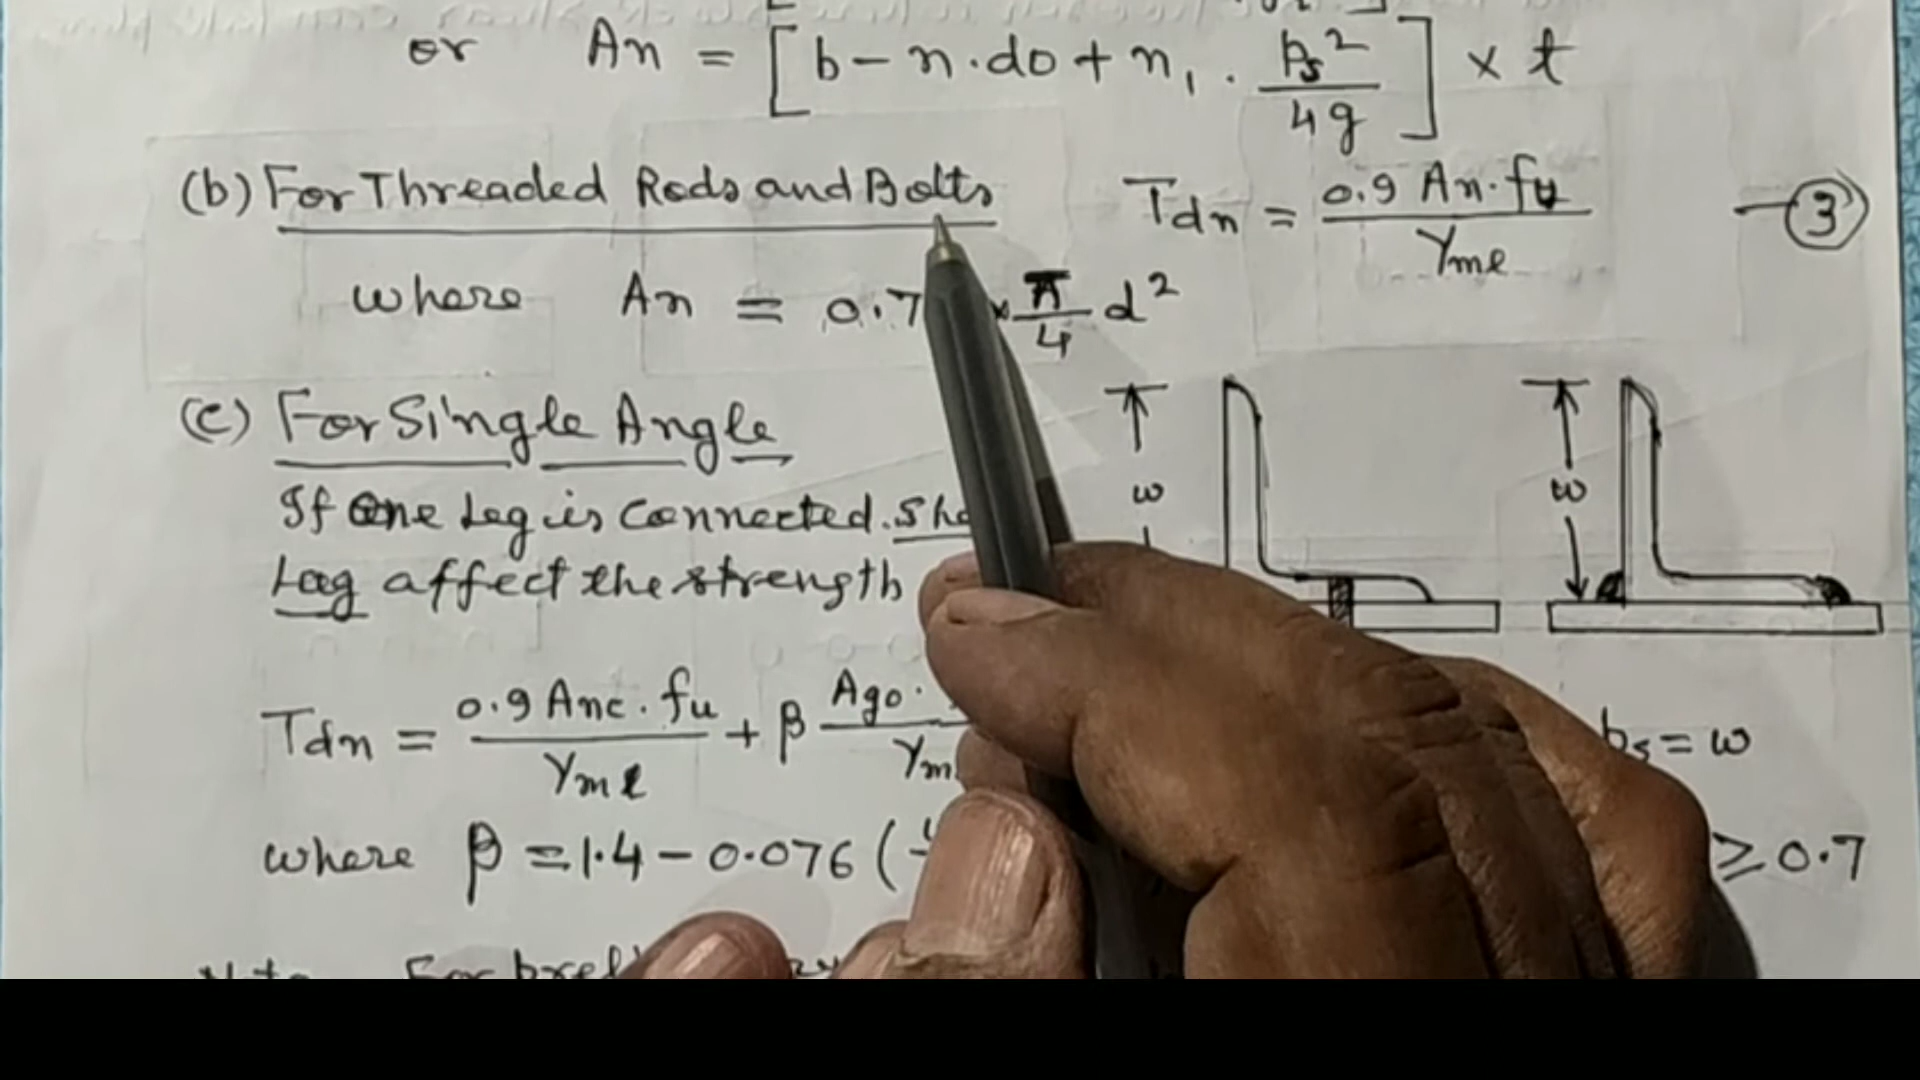 or An = [b - n.do + n1 . ps²/4g] × t
(b) For Threaded Rods and Bolts Tdn = 0.9 An.fu/γml — ③
where An = 0.7 × π/4 d²
(c) For Single Angle
If one Leg is connected.
Lag affect the strength
w w
Tdn = 0.9 Anc.fu/γml + β Ago.
bs = w
where β = 1.4 - 0.076 (
≥ 0.7